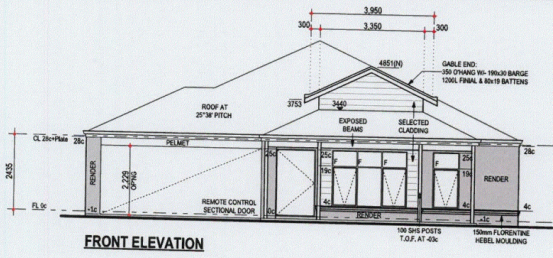 3,950
300 3,350 300
4851(N)
GABLE END:
350 O'HANG W/- 190x30 BARGE
1200L FINIAL & 80x19 BATTENS
3753 3440
ROOF AT
25°38' PITCH
EXPOSED
BEAMS
SELECTED
CLADDING
CL 28c+Plate 28c
28c
PELMET
2435
RENDER
2,229
OPNG
25c 25c 25c
19c 19c
F F F F
RENDER
REMOTE CONTROL
SECTIONAL DOOR
4c 4c 4c
FL 0c
-1c 0c -1c
RENDER
100 SHS POSTS
T.O.F. AT -03c
150mm FLORENTINE
HEBEL MOULDING
FRONT ELEVATION